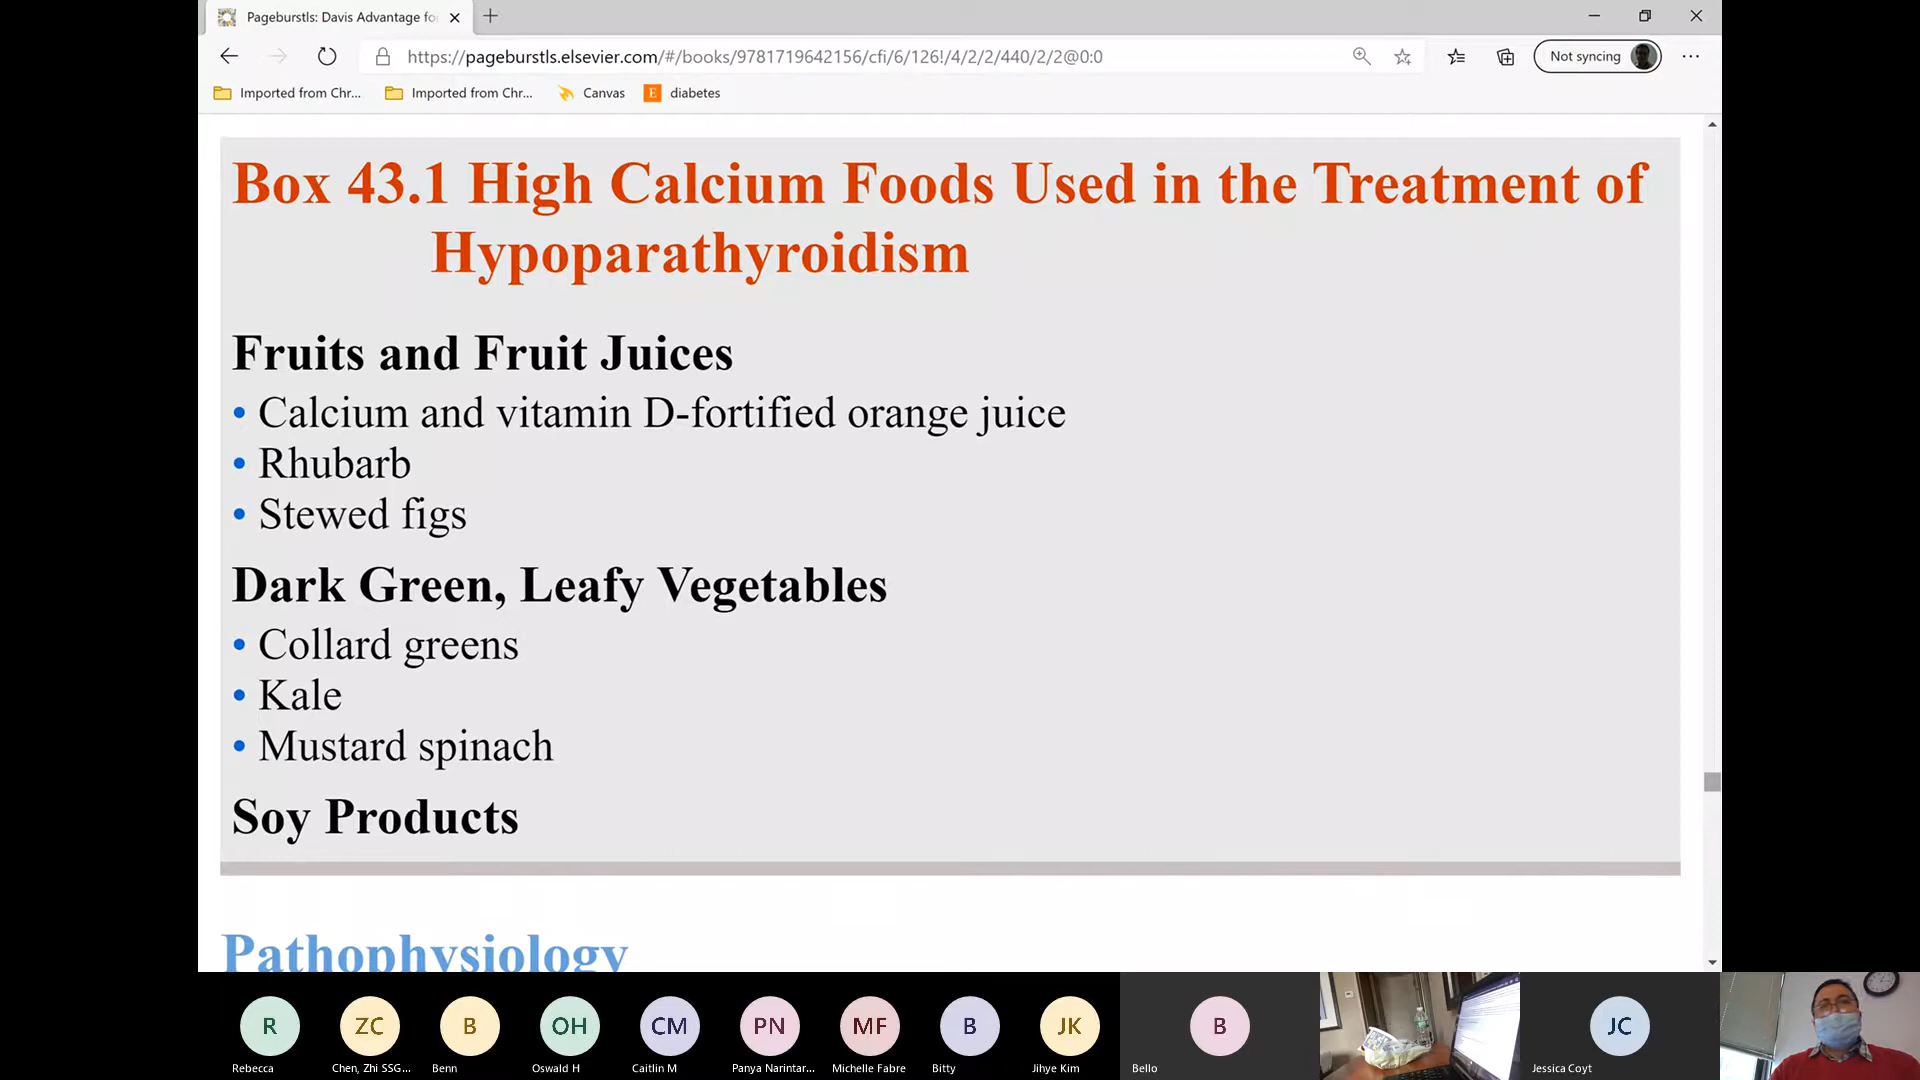 Pageburstls: Davis Advantage fo
https://pageburstls.elsevier.com/#/books/9781719642156/cfi/6/126!/4/2/2/440/2/2@0:0
Not syncing
Imported from Chr...
Imported from Chr...
Canvas
E
diabetes
Box 43.1 High Calcium Foods Used in the Treatment of
Hypoparathyroidism
Fruits and Fruit Juices
• Calcium and vitamin D-fortified orange juice
• Rhubarb
• Stewed figs
Dark Green, Leafy Vegetables
• Collard greens
• Kale
• Mustard spinach
Soy Products
Pathophysiology
R
ZC
B
OH
CM
PN
MF
B
JK
B
JC
Rebecca
Chen, Zhi SSG...
Benn
Oswald H
Caitlin M
Panya Narintar...
Michelle Fabre
Bitty
Jihye Kim
Bello
Jessica Coyt